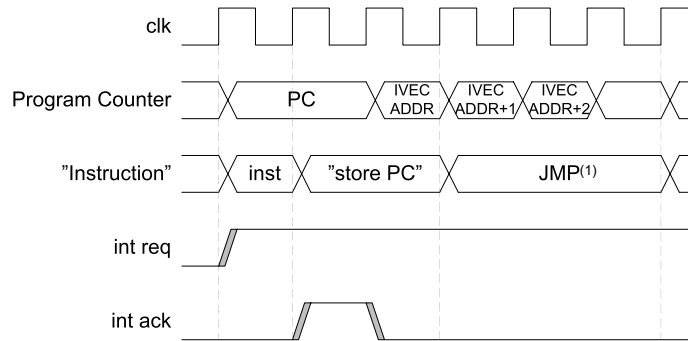 clk
Program Counter
PC
IVEC
ADDR
IVEC
ADDR+1
IVEC
ADDR+2
”Instruction”
inst
”store PC”
JMP(1)
int req
int ack